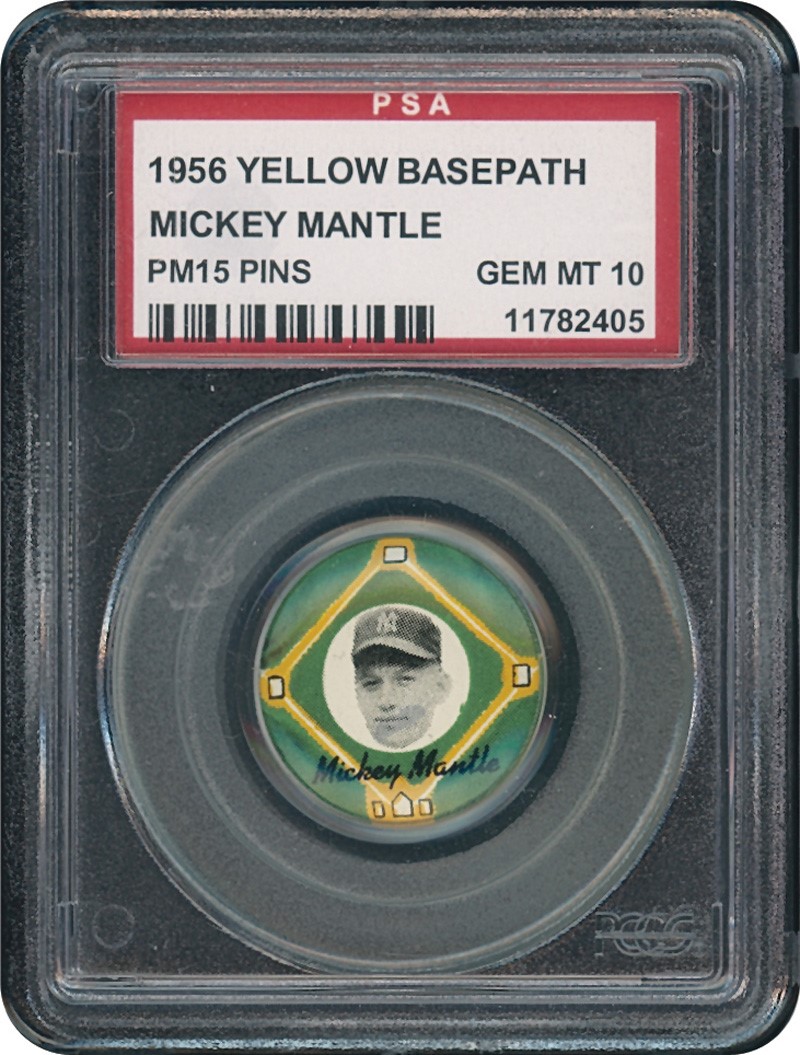 PSA
1956 YELLOW BASEPATH
MICKEY MANTLE
PM15 PINS GEM MT 10
11782405
M
Mickey Mantle